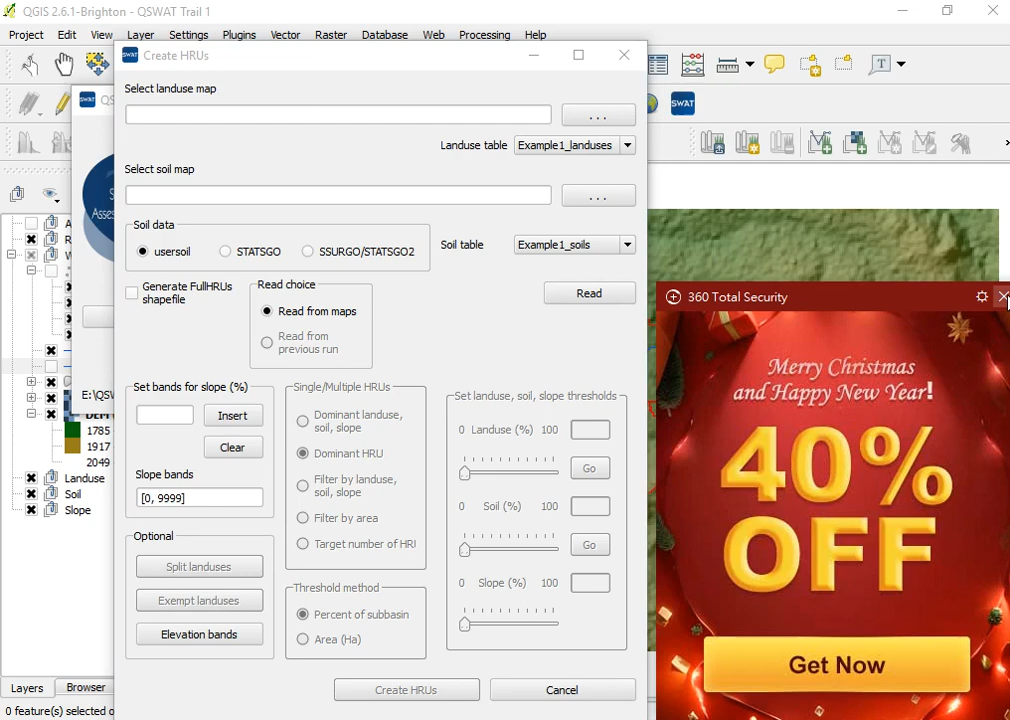 QGIS 2.6.1-Brighton - QSWAT Trail 1
Project Edit View Layer Settings Plugins Vector Raster Database Web Processing Help
SWAT Create HRUs
T
SWAT QS
SWAT
Select landuse map
. . .
Landuse table Example1_landuses
Select soil map
. . .
Soil data
usersoil STATSGO SSURGO/STATSGO2
Soil table Example1_soils
Generate FullHRUs
shapefile
Read choice
Read from maps
Read from
previous run
Read
S
Asses
A
R
W
E:\QSW
DEM
1785
1917
2049
Landuse
Soil
Slope
Set bands for slope (%)
Insert
Clear
Slope bands
[0, 9999]
Optional
Split landuses
Exempt landuses
Elevation bands
Single/Multiple HRUs
Dominant landuse,
soil, slope
Dominant HRU
Filter by landuse,
soil, slope
Filter by area
Target number of HRI
Threshold method
Percent of subbasin
Area (Ha)
Set landuse, soil, slope thresholds
0 Landuse (%) 100
Go
0 Soil (%) 100
Go
0 Slope (%) 100
Create HRUs
Cancel
360 Total Security
Merry Christmas
and Happy New Year!
40%
OFF
Get Now
Layers Browser
0 feature(s) selected o